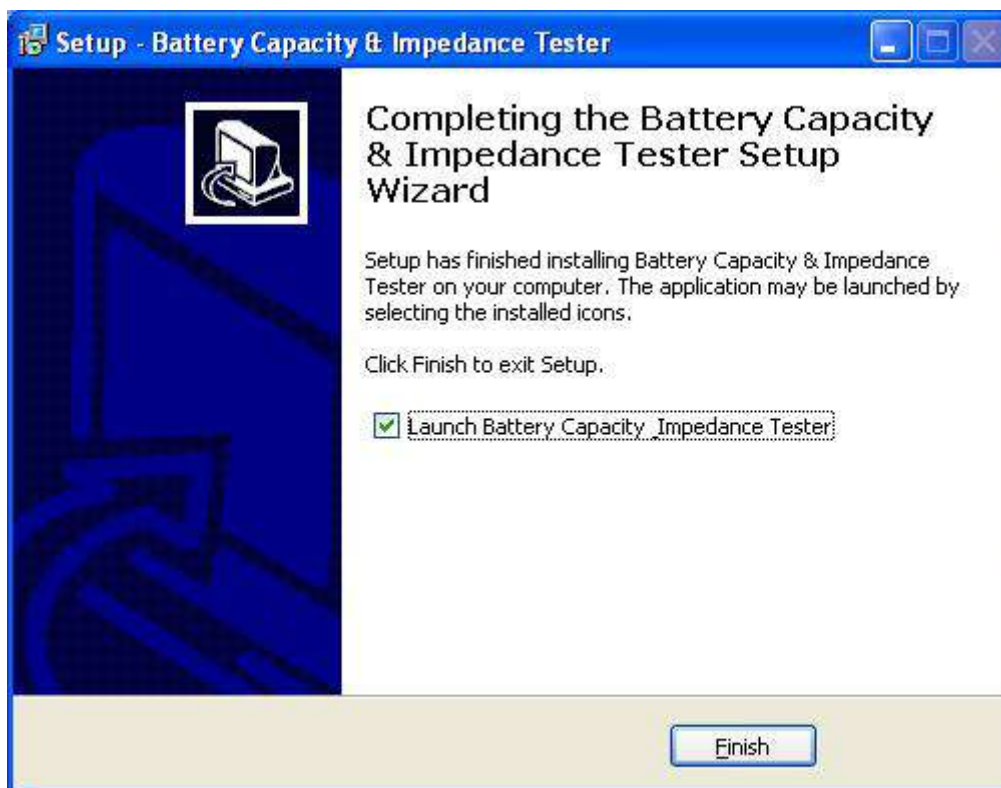 Setup - Battery Capacity & Impedance Tester
Completing the Battery Capacity
& Impedance Tester Setup
Wizard
Setup has finished installing Battery Capacity & Impedance
Tester on your computer. The application may be launched by
selecting the installed icons.
Click Finish to exit Setup.
Launch Battery Capacity _Impedance Tester
Finish